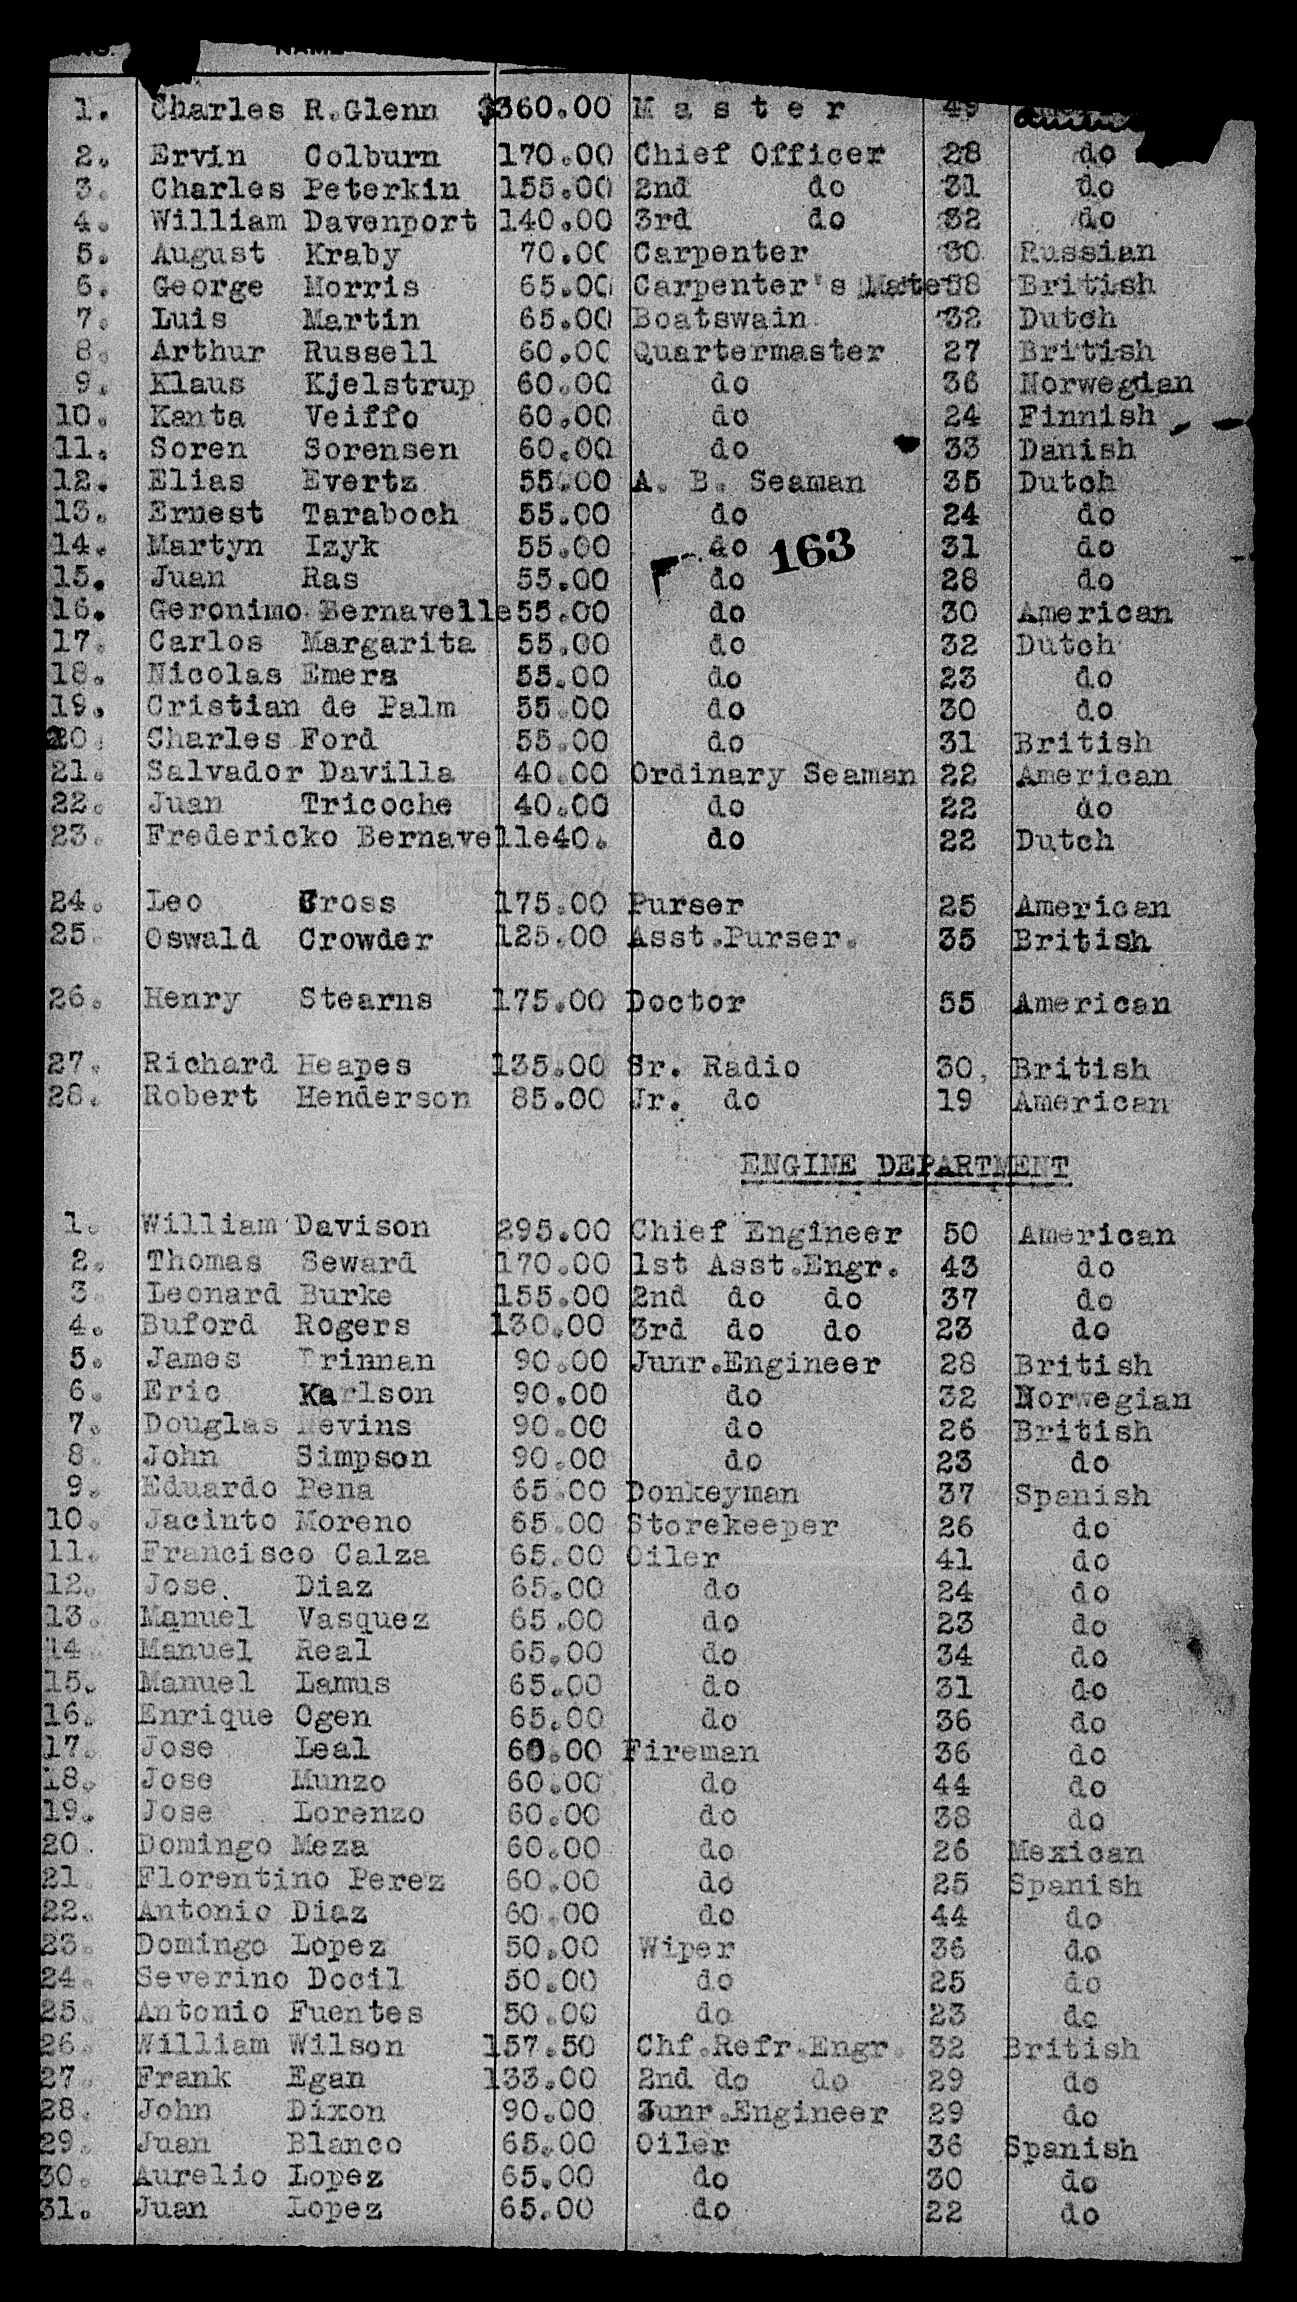 NO. NAME
1. Charles R.Glenn $360.00 M a s t e r 49
2. Ervin Colburn 170.00 Chief Officer 28 do
3. Charles Peterkin 155.00 2nd do 31 do
4. William Davenport 140.00 3rd do 32 do
5. August Kraby 70.00 Carpenter 30 Russian
6. George Morris 65.00 Carpenter's Mate 38 British
7. Luis Martin 65.00 Boatswain 32 Dutch
8. Arthur Russell 60.00 Quartermaster 27 British
9. Klaus Kjelstrup 60.00 do 36 Norwegian
10. Kanta Veiffo 60.00 do 24 Finnish
11. Soren Sorensen 60.00 do 33 Danish
12. Elias Evertz 55.00 A. B. Seaman 35 Dutch
13. Ernest Taraboch 55.00 do 24 do
14. Martyn Izyk 55.00 do 163 31 do
15. Juan Ras 55.00 do 28 do
16. Geronimo Bernavelle 55.00 do 30 American
17. Carlos Margarita 55.00 do 32 Dutch
18. Nicolas Emers 55.00 do 23 do
19. Cristian de Palm 55.00 do 30 do
20. Charles Ford 55.00 do 31 British
21. Salvador Davilla 40.00 Ordinary Seaman 22 American
22. Juan Tricoche 40.00 do 22 do
23. Fredericko Bernavelle 40. do 22 Dutch
24. Leo Gross 175.00 Purser 25 American
25. Oswald Crowder 125.00 Asst.Purser. 35 British
26. Henry Stearns 175.00 Doctor 55 American
27. Richard Heapes 135.00 Sr. Radio 30, British
28. Robert Henderson 85.00 Jr. do 19 American
ENGINE DEPARTMENT
1. William Davison 295.00 Chief Engineer 50 American
2. Thomas Seward 170.00 1st Asst.Engr. 43 do
3. Leonard Burke 155.00 2nd do do 37 do
4. Buford Rogers 130.00 3rd do do 23 do
5. James Drinnan 90.00 Junr.Engineer 28 British
6. Eric Karlson 90.00 do 32 Norwegian
7. Douglas Nevins 90.00 do 26 British
8. John Simpson 90.00 do 23 do
9. Eduardo Pena 65.00 Donkeyman 37 Spanish
10. Jacinto Moreno 65.00 Storekeeper 26 do
11. Francisco Calza 65.00 Oiler 41 do
12. Jose. Diaz 65.00 do 24 do
13. Manuel Vasquez 65.00 do 23 do
14 Manuel Real 65.00 do 34 do
15. Manuel Lamus 65.00 do 31 do
16. Enrique Ogen 65.00 do 36 do
17. Jose Leal 60.00 Fireman 36 do
18. Jose Munzo 60.00 do 44 do
19. Jose Lorenzo 60.00 do 38 do
20. Domingo Meza 60.00 do 26 Mexican
21. Florentino Perez 60.00 do 25 Spanish
22. Antonio Diaz 60.00 do 44 do
23. Domingo Lopez 50.00 Wiper 36 do
24. Severino Docil 50.00 do 25 do
25. Antonio Fuentes 50.00 do 23 do
26. William Wilson 157.50 Chf.Refr.Engr. 32 British
27. Frank Egan 133.00 2nd do do 29 do
28. John Dixon 90.00 Junr.Engineer 29 do
29. Juan Blanco 65.00 Oiler 36 Spanish
30. Aurelio Lopez 65.00 do 30 do
31. Juan Lopez 65.00 do 22 do